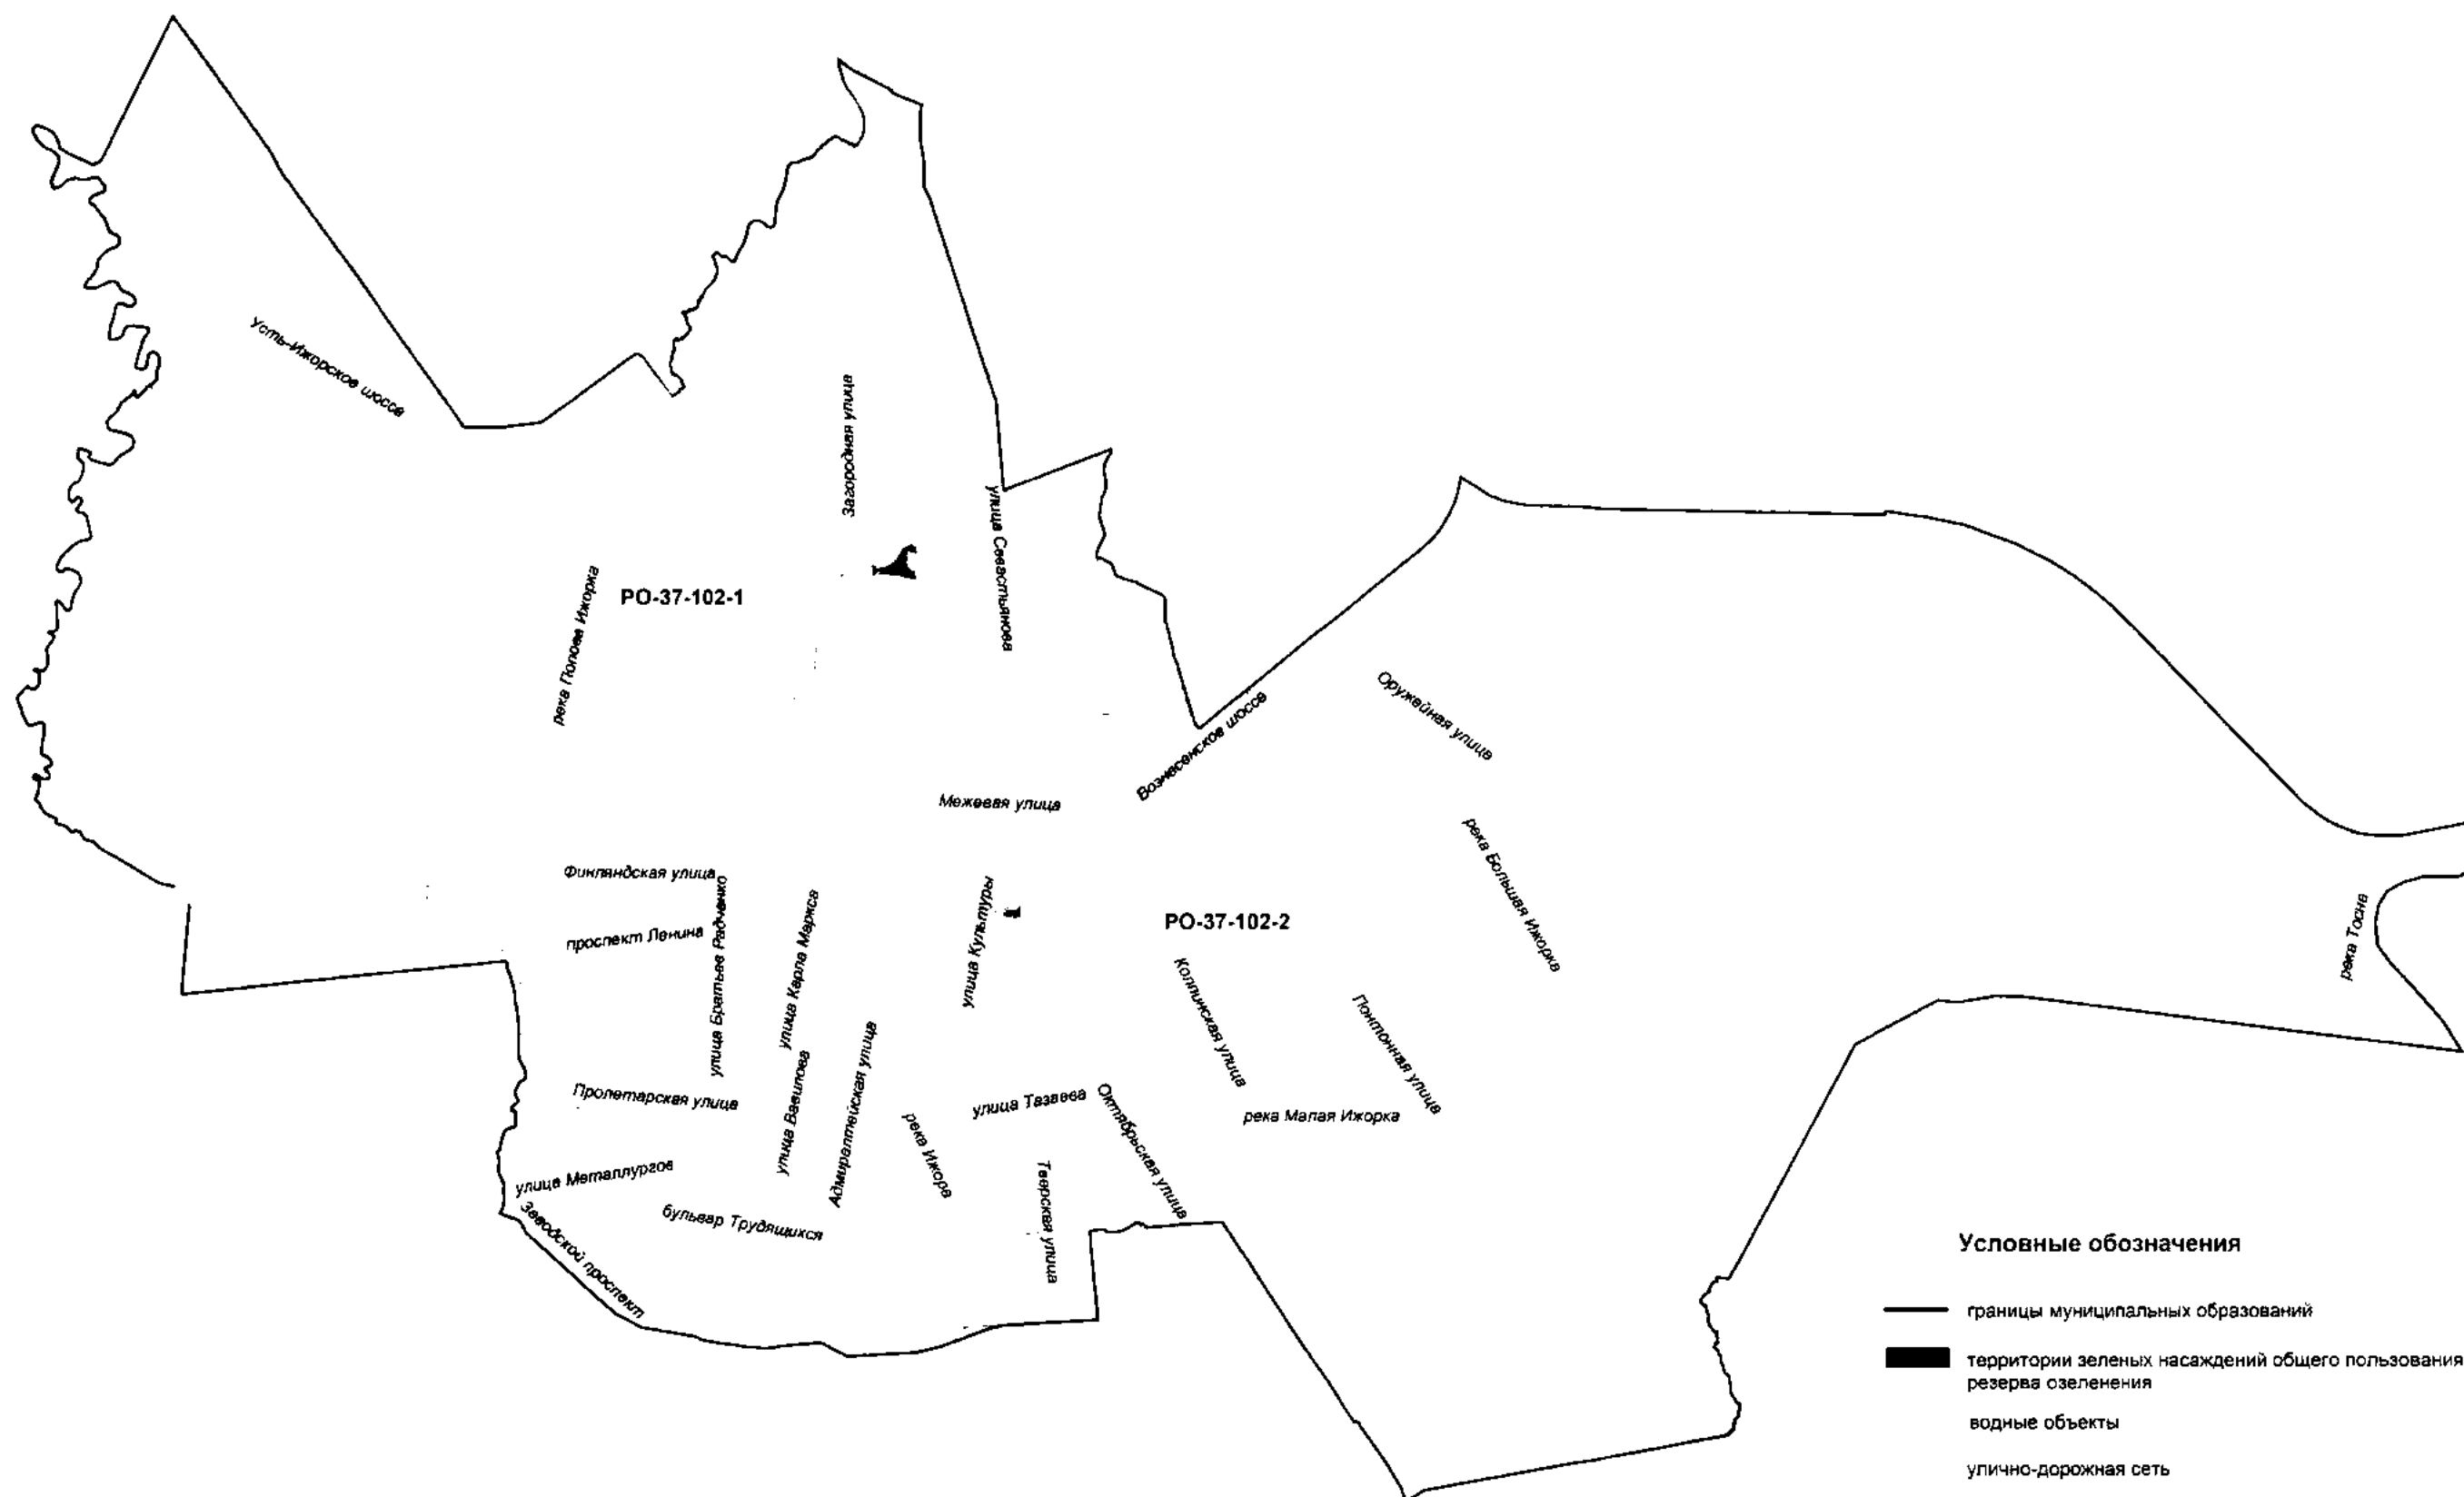 Усть-Ижорское шоссе
Загородная улица
улица Севастьянова
РО-37-102-1
река Попова Ижорка
Оружейная улица
Вознесенское шоссе
Межевая улица
река Большая Ижорка
Финляндская улица
проспект Ленина
улица Братьев Радченко
улица Карла Маркса
улица Культуры
РО-37-102-2
река Тосна
Колпинская улица
Понтонная улица
Пролетарская улица
улица Вавилова
Адмиралтейская улица
река Ижора
улица Тазаева
Октябрьская улица
река Малая Ижорка
улица Металлургов
Заводской проспект
бульвар Трудящихся
Тверская улица
Условные обозначения
границы муниципальных образований
территории зеленых насаждений общего пользования
резерва озеленения
водные объекты
улично-дорожная сеть